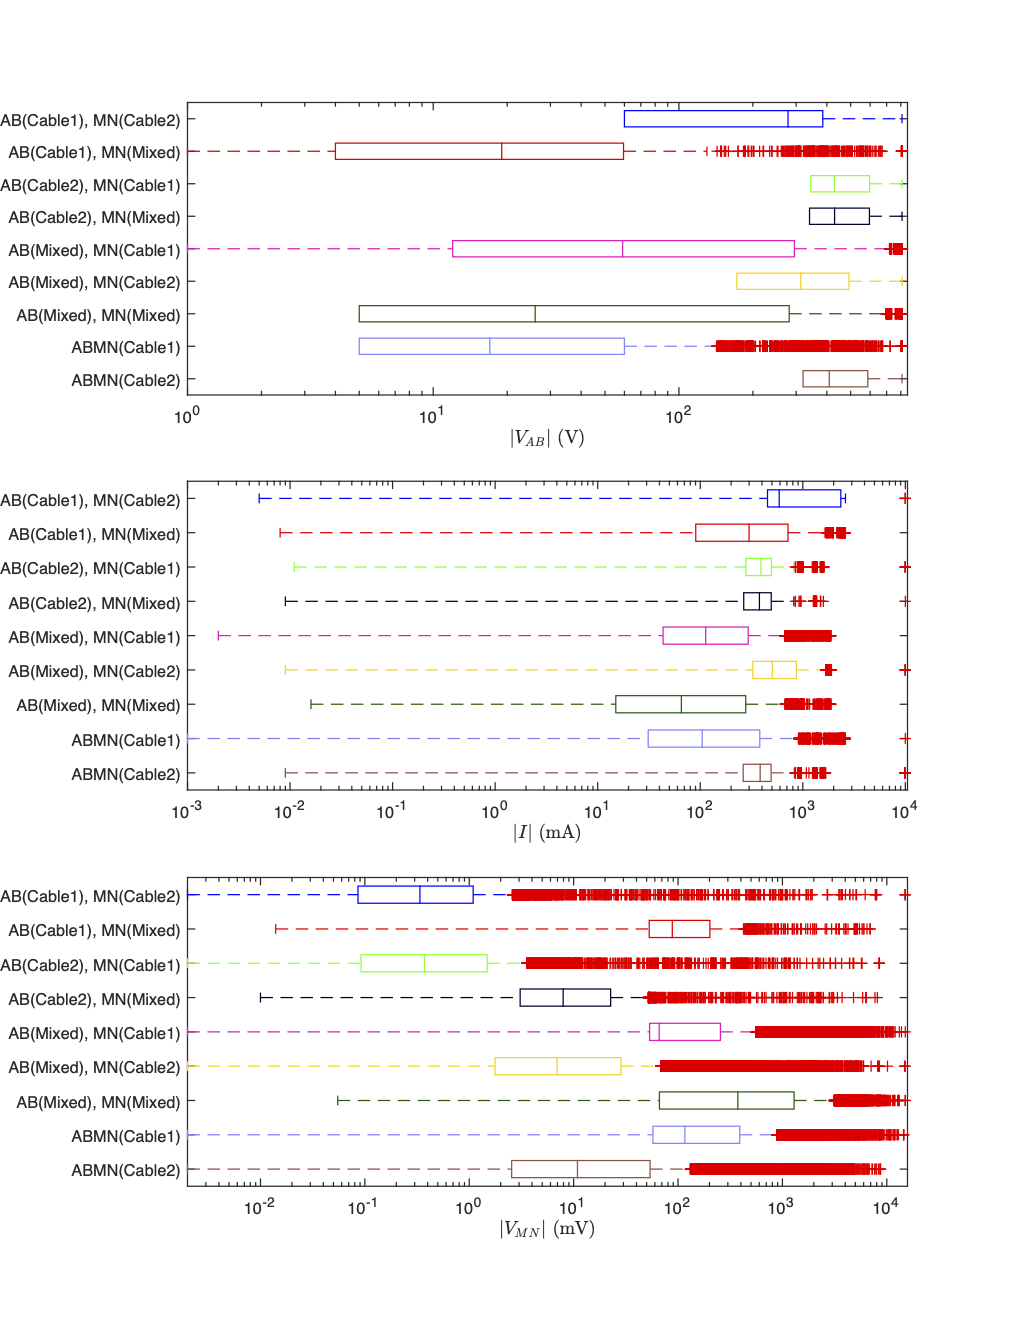 AB(Cable1), MN(Cable2)
AB(Cable1), MN(Mixed)
AB(Cable2), MN(Cable1)
AB(Cable2), MN(Mixed)
AB(Mixed), MN(Cable1)
AB(Mixed), MN(Cable2)
AB(Mixed), MN(Mixed)
ABMN(Cable1)
ABMN(Cable2)
10^0 10^1 10^2
|V_AB| (V)
AB(Cable1), MN(Cable2)
AB(Cable1), MN(Mixed)
AB(Cable2), MN(Cable1)
AB(Cable2), MN(Mixed)
AB(Mixed), MN(Cable1)
AB(Mixed), MN(Cable2)
AB(Mixed), MN(Mixed)
ABMN(Cable1)
ABMN(Cable2)
10^-3 10^-2 10^-1 10^0 10^1 10^2 10^3 10^4
|I| (mA)
AB(Cable1), MN(Cable2)
AB(Cable1), MN(Mixed)
AB(Cable2), MN(Cable1)
AB(Cable2), MN(Mixed)
AB(Mixed), MN(Cable1)
AB(Mixed), MN(Cable2)
AB(Mixed), MN(Mixed)
ABMN(Cable1)
ABMN(Cable2)
10^-2 10^-1 10^0 10^1 10^2 10^3 10^4
|V_MN| (mV)